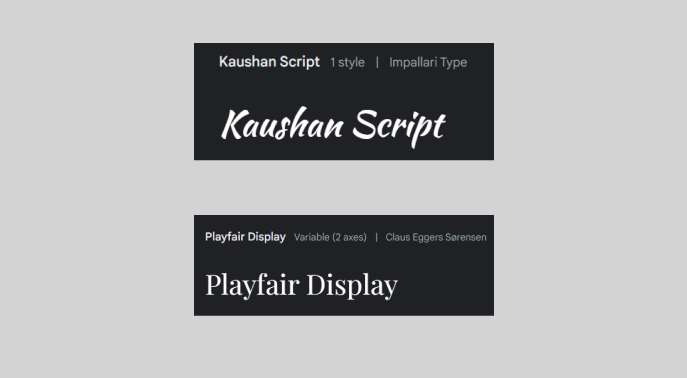 Kaushan Script 1 style | Impallari Type
Kaushan Script
Playfair Display Variable (2 axes) | Claus Eggers Sørensen
Playfair Display